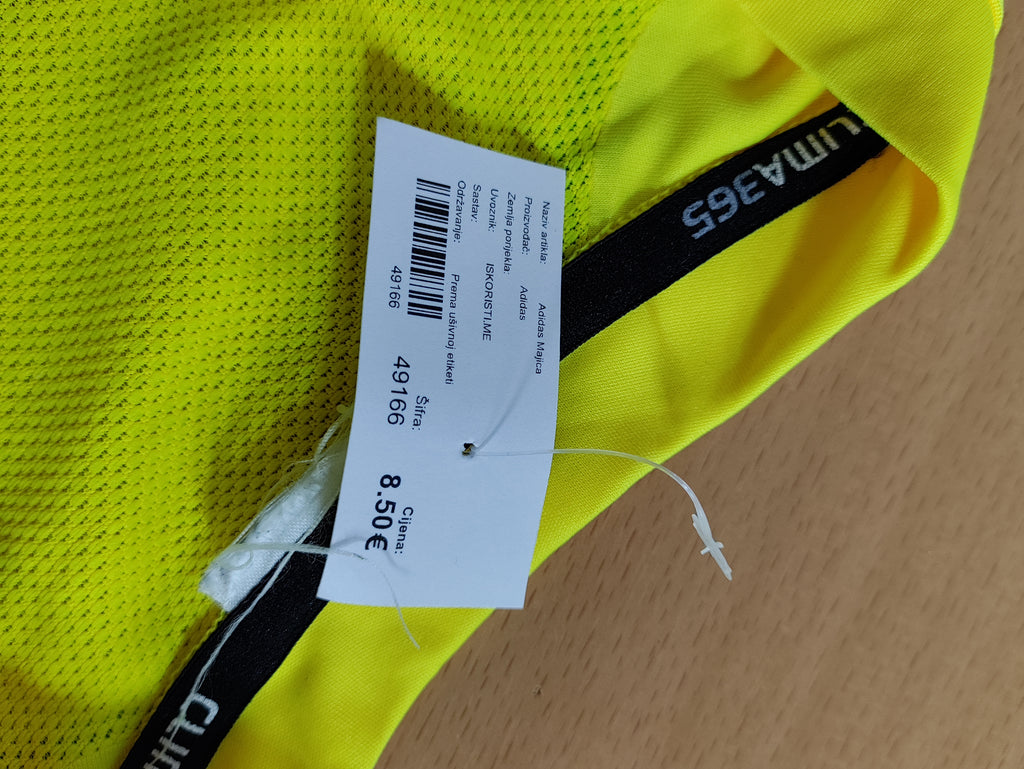 Naziv artikla: Adidas Majica
Proizvođač: Adidas
Zemlja porijekla:
Uvoznik: ISKORISTI.ME
Sastav:
Održavanje: Prema ušivnoj etiketi
49166
Šifra:
49166
Cijena:
8.50€
CLIMA365